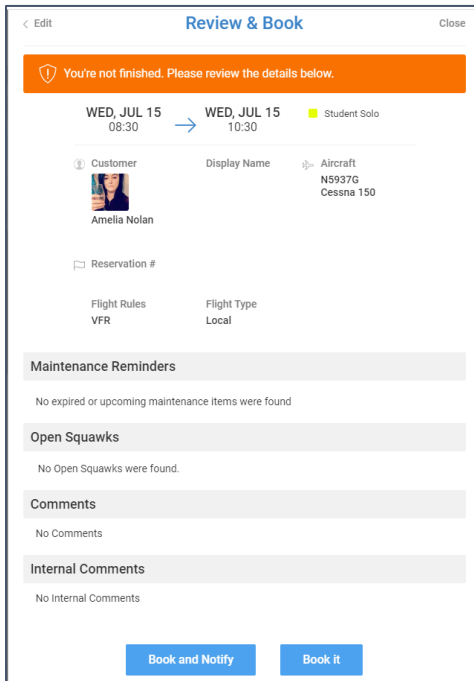 < Edit
Review & Book
Close
You're not finished. Please review the details below.
WED, JUL 15
08:30
WED, JUL 15
10:30
Student Solo
Customer
Amelia Nolan
Display Name
Aircraft
N5937G
Cessna 150
Reservation #
Flight Rules
VFR
Flight Type
Local
Maintenance Reminders
No expired or upcoming maintenance items were found
Open Squawks
No Open Squawks were found.
Comments
No Comments
Internal Comments
No Internal Comments
Book and Notify
Book it